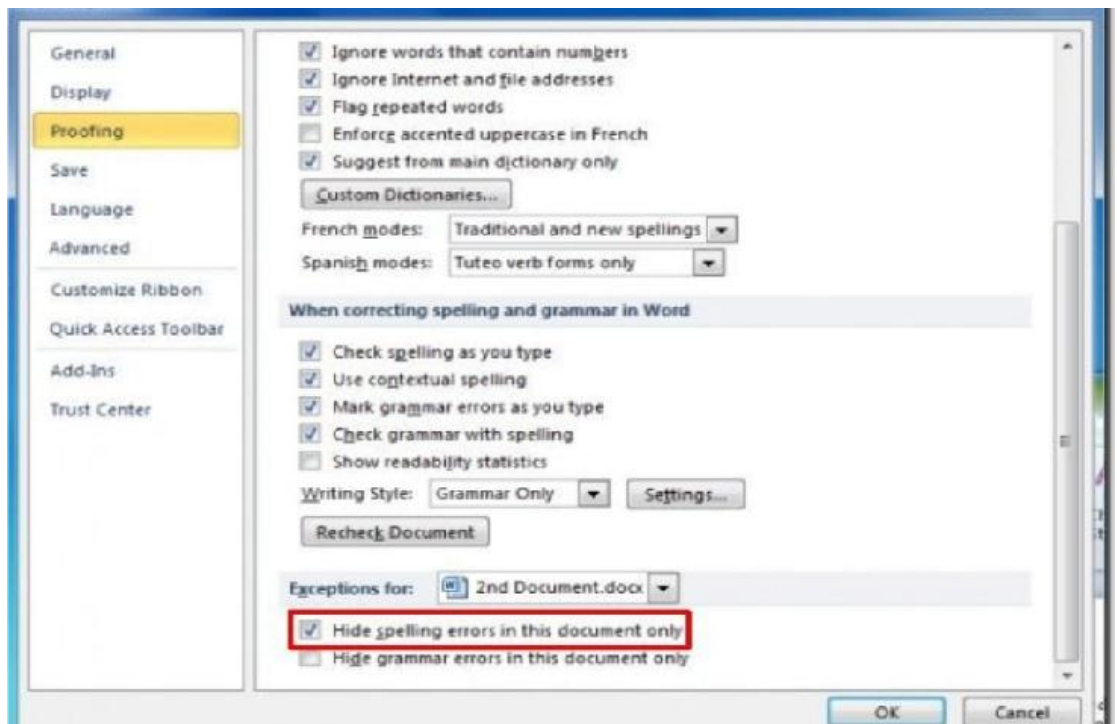 General
Display
Proofing
Save
Language
Advanced
Customize Ribbon
Quick Access Toolbar
Add-Ins
Trust Center
Ignore words that contain numbers
Ignore Internet and file addresses
Flag repeated words
Enforce accented uppercase in French
Suggest from main dictionary only
Custom Dictionaries...
French modes: Traditional and new spellings
Spanish modes: Tuteo verb forms only
When correcting spelling and grammar in Word
Check spelling as you type
Use contextual spelling
Mark grammar errors as you type
Check grammar with spelling
Show readability statistics
Writing Style: Grammar Only Settings...
Recheck Document
Exceptions for: 2nd Document.docx
Hide spelling errors in this document only
Hide grammar errors in this document only
OK Cancel